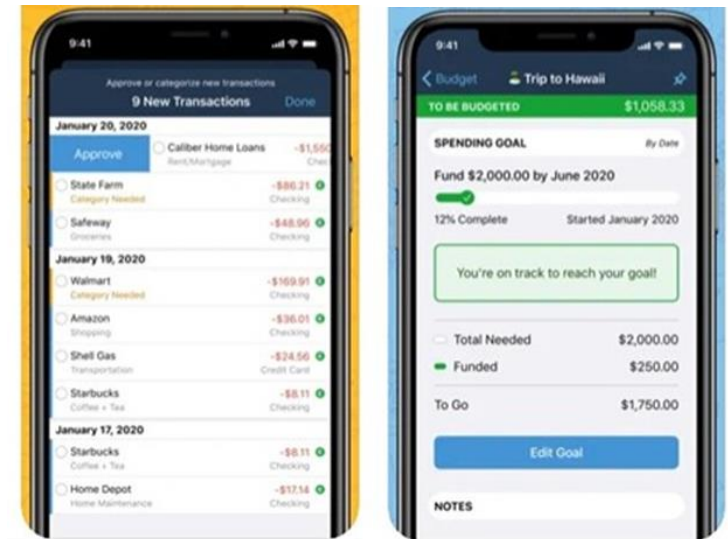 9:41
Approve or categorize new transactions
9 New Transactions Done
January 20, 2020
Approve
Caliber Home Loans -$1,550
Rent/Mortgage Chec
State Farm -$86.21
Category Needed Checking
Safeway -$48.96
Groceries Checking
January 19, 2020
Walmart -$169.91
Category Needed Checking
Amazon -$36.01
Shopping Checking
Shell Gas -$24.56
Transportation Credit Card
Starbucks -$8.11
Coffee + Tea Checking
January 17, 2020
Starbucks -$8.11
Coffee + Tea Checking
Home Depot -$17.14
Home Maintenance Checking
9:41
Budget Trip to Hawaii
TO BE BUDGETED $1,058.33
SPENDING GOAL By Date
Fund $2,000.00 by June 2020
12% Complete Started January 2020
You're on track to reach your goal!
Total Needed $2,000.00
Funded $250.00
To Go $1,750.00
Edit Goal
NOTES